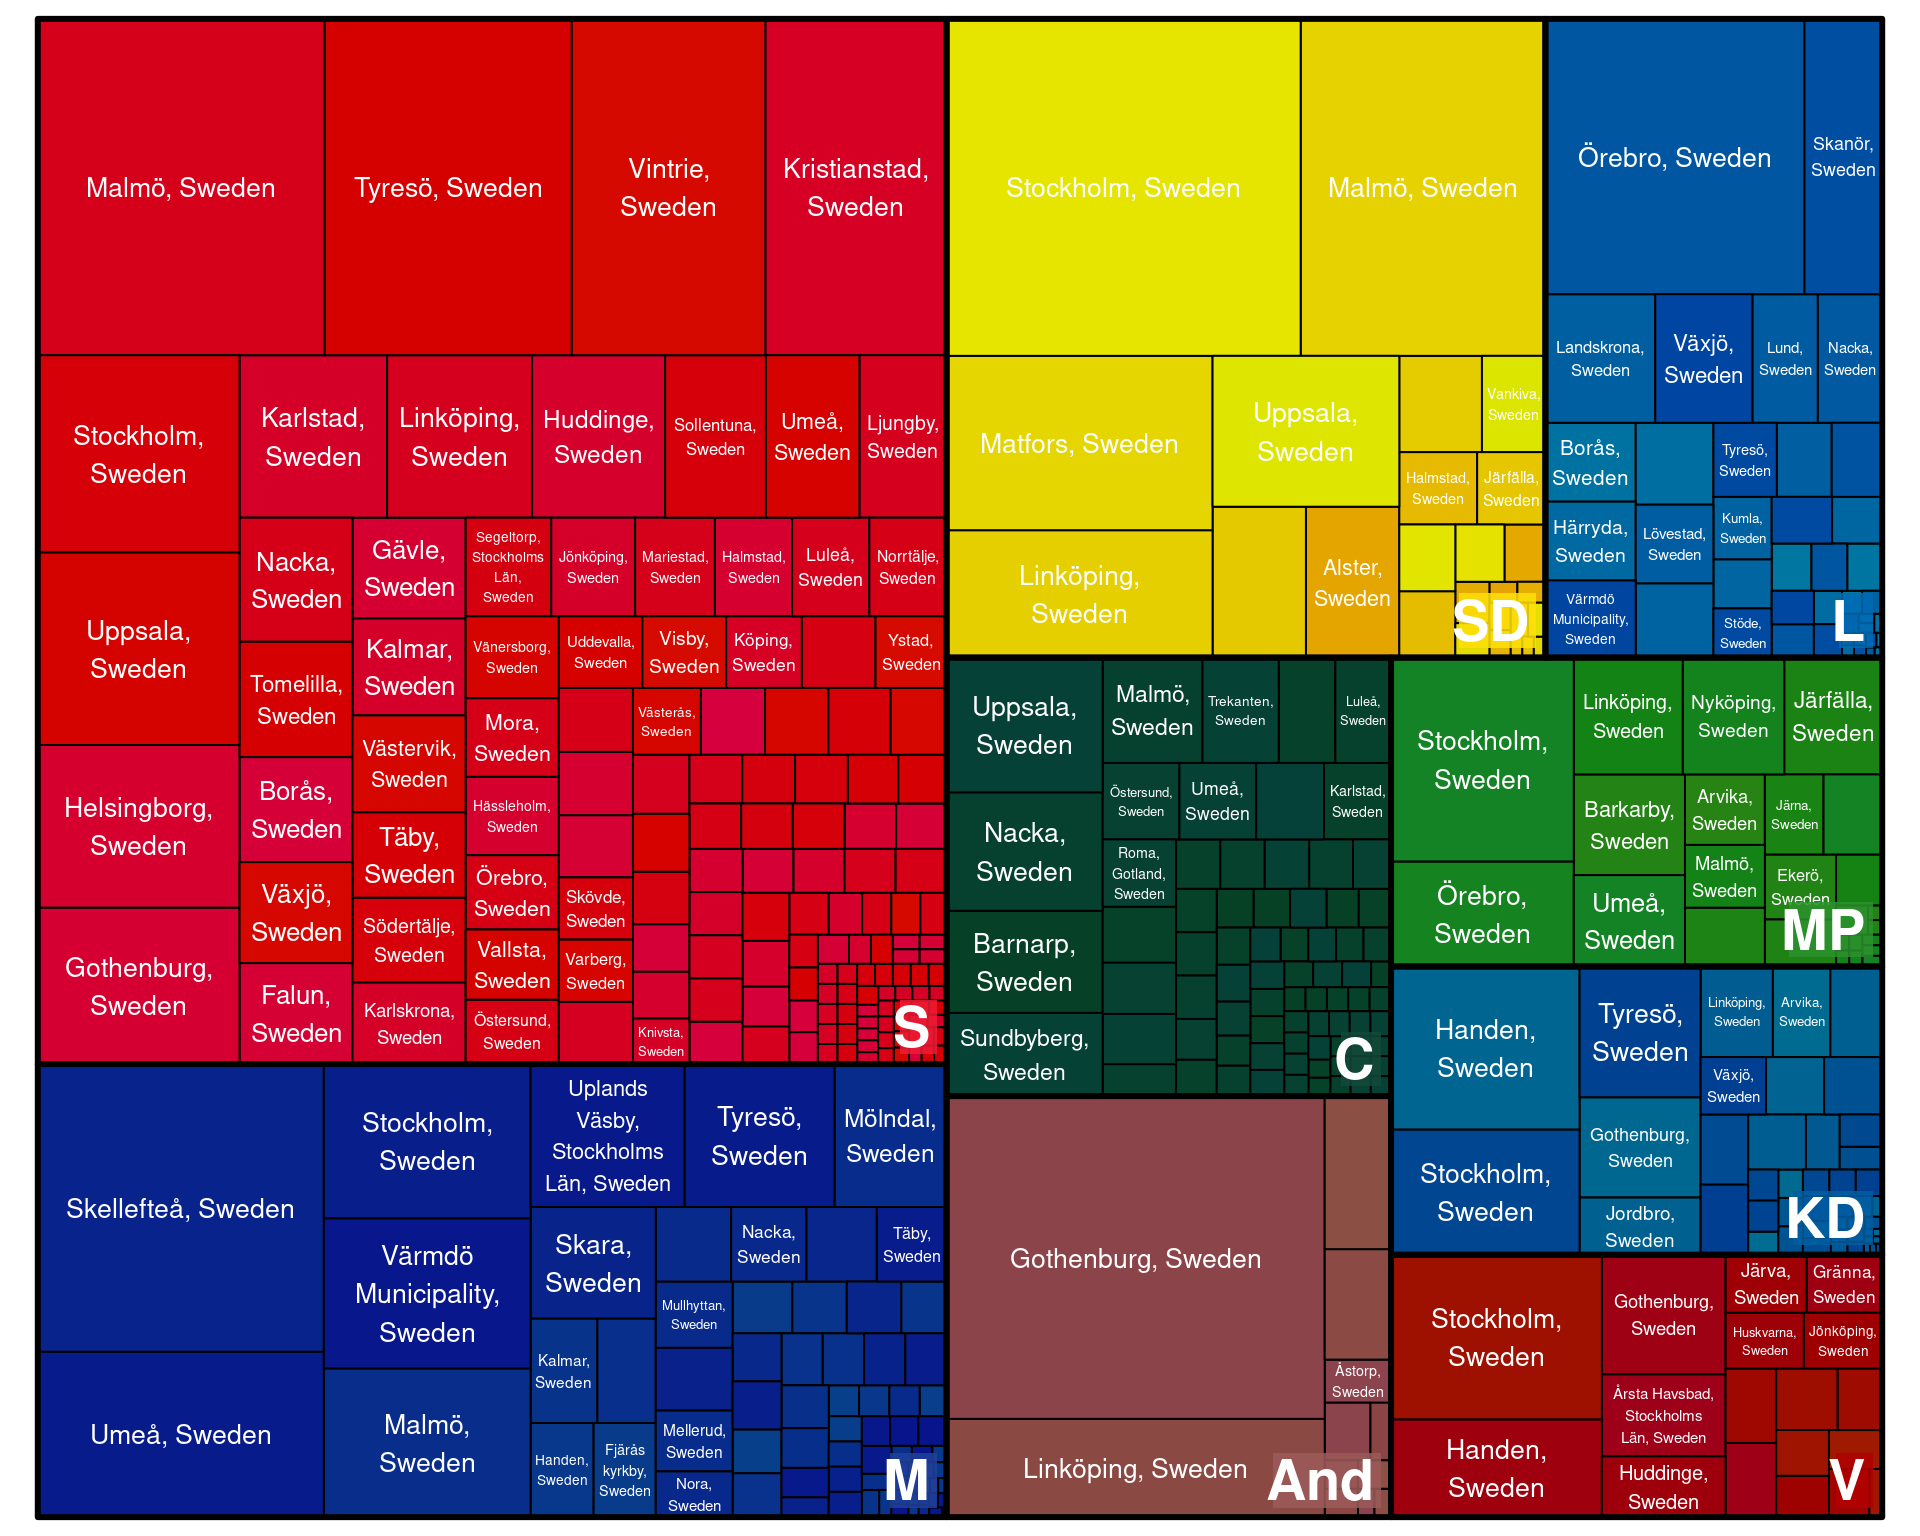 Malmö, Sweden
Tyresö, Sweden
Vintrie,
Sweden
Kristianstad,
Sweden
Stockholm,
Sweden
Uppsala,
Sweden
Helsingborg,
Sweden
Gothenburg,
Sweden
Karlstad,
Sweden
Linköping,
Sweden
Huddinge,
Sweden
Sollentuna,
Sweden
Umeå,
Sweden
Ljungby,
Sweden
Nacka,
Sweden
Tomelilla,
Sweden
Borås,
Sweden
Växjö,
Sweden
Falun,
Sweden
Gävle,
Sweden
Kalmar,
Sweden
Västervik,
Sweden
Täby,
Sweden
Södertälje,
Sweden
Karlskrona,
Sweden
Segeltorp,
Stockholms
Län,
Sweden
Jönköping,
Sweden
Mariestad,
Sweden
Halmstad,
Sweden
Luleå,
Sweden
Norrtälje,
Sweden
Vänersborg,
Sweden
Mora,
Sweden
Hässleholm,
Sweden
Örebro,
Sweden
Vallsta,
Sweden
Östersund,
Sweden
Uddevalla,
Sweden
Visby,
Sweden
Köping,
Sweden
Ystad,
Sweden
Västerås,
Sweden
Skövde,
Sweden
Varberg,
Sweden
Knivsta,
Sweden
S
Skellefteå, Sweden
Umeå, Sweden
Stockholm,
Sweden
Värmdö
Municipality,
Sweden
Malmö,
Sweden
Uplands
Väsby,
Stockholms
Län, Sweden
Tyresö,
Sweden
Mölndal,
Sweden
Skara,
Sweden
Nacka,
Sweden
Täby,
Sweden
Mullhyttan,
Sweden
Kalmar,
Sweden
Mellerud,
Sweden
Handen,
Sweden
Fjärås
kyrkby,
Sweden
Nora,
Sweden
M
Stockholm, Sweden
Malmö, Sweden
Matfors, Sweden
Linköping,
Sweden
Uppsala,
Sweden
Vankiva,
Sweden
Halmstad,
Sweden
Järfälla,
Sweden
Alster,
Sweden
SD
Örebro, Sweden
Skanör,
Sweden
Landskrona,
Sweden
Växjö,
Sweden
Lund,
Sweden
Nacka,
Sweden
Borås,
Sweden
Härryda,
Sweden
Värmdö
Municipality,
Sweden
Lövestad,
Sweden
Tyresö,
Sweden
Kumla,
Sweden
Stöde,
Sweden
L
Uppsala,
Sweden
Nacka,
Sweden
Barnarp,
Sweden
Sundbyberg,
Sweden
Malmö,
Sweden
Trekanten,
Sweden
Luleå,
Sweden
Östersund,
Sweden
Umeå,
Sweden
Karlstad,
Sweden
Roma,
Gotland,
Sweden
C
Stockholm,
Sweden
Örebro,
Sweden
Linköping,
Sweden
Nyköping,
Sweden
Järfälla,
Sweden
Barkarby,
Sweden
Umeå,
Sweden
Arvika,
Sweden
Malmö,
Sweden
Järna,
Sweden
Ekerö,
Sweden
MP
Gothenburg, Sweden
Linköping, Sweden
Åstorp,
Sweden
And
Handen,
Sweden
Stockholm,
Sweden
Tyresö,
Sweden
Gothenburg,
Sweden
Jordbro,
Sweden
Linköping,
Sweden
Arvika,
Sweden
Växjö,
Sweden
KD
Stockholm,
Sweden
Handen,
Sweden
Gothenburg,
Sweden
Årsta Havsbad,
Stockholms
Län, Sweden
Huddinge,
Sweden
Järva,
Sweden
Gränna,
Sweden
Huskvarna,
Sweden
Jönköping,
Sweden
V